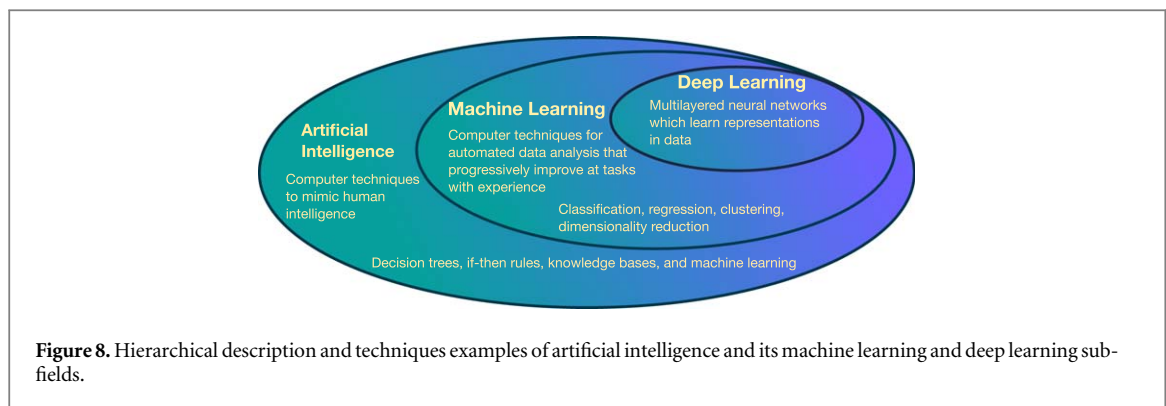 Deep Learning
Multilayered neural networks
which learn representations
in data
Machine Learning
Computer techniques for
automated data analysis that
progressively improve at tasks
with experience
Classification, regression, clustering,
dimensionality reduction
Artificial
Intelligence
Computer techniques
to mimic human
intelligence
Decision trees, if-then rules, knowledge bases, and machine learning
Figure 8. Hierarchical description and techniques examples of artificial intelligence and its machine learning and deep learning sub-
fields.